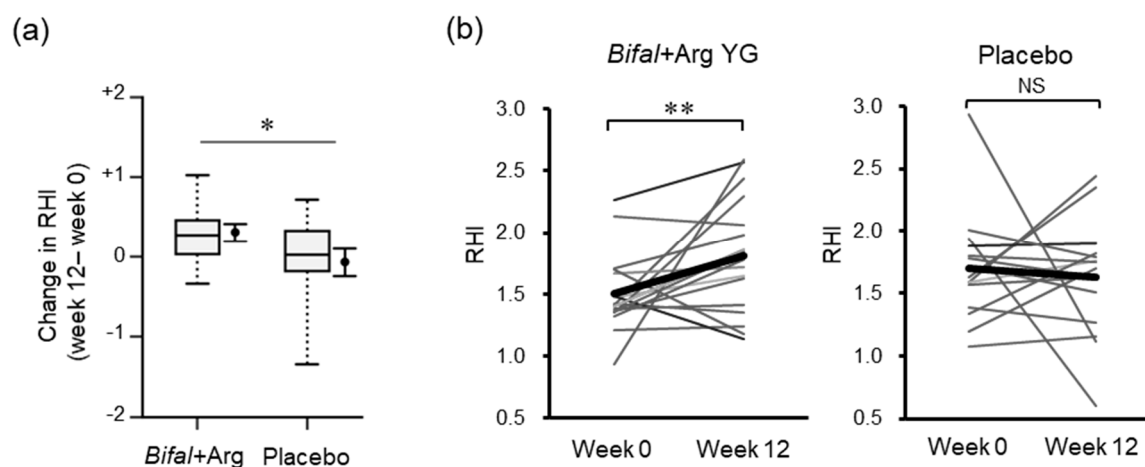 (a)
+2
+1
0
-1
-2
Change in RHI
(week 12– week 0)
*
Bifal+Arg
Placebo
(b)
Bifal+Arg YG
**
3.0
2.5
2.0
1.5
1.0
0.5
RHI
Week 0
Week 12
Placebo
NS
3.0
2.5
2.0
1.5
1.0
0.5
RHI
Week 0
Week 12